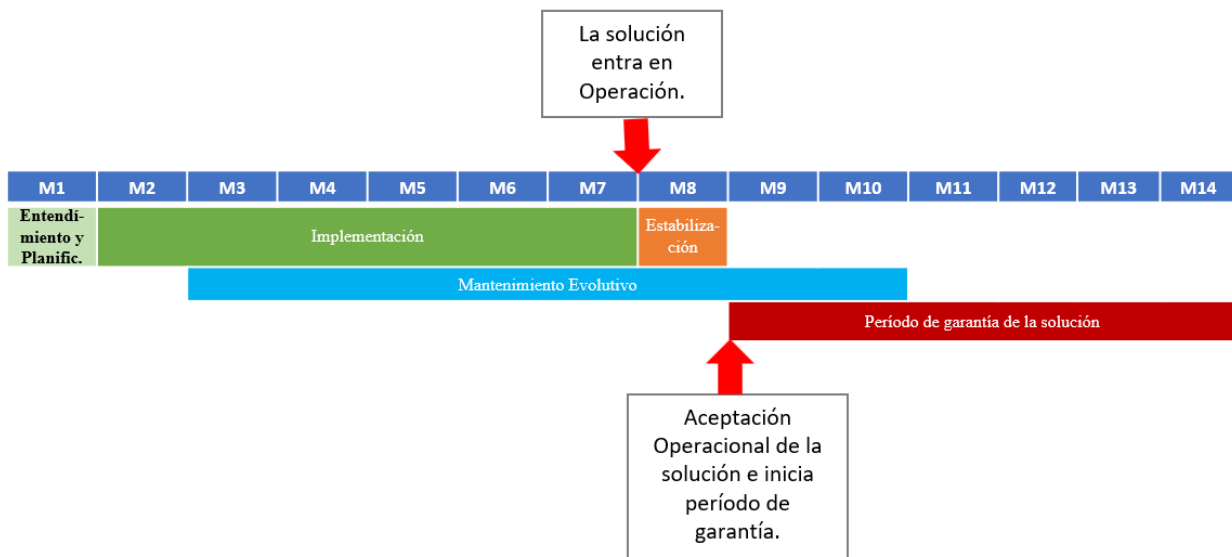 La solución
entra en
Operación.
M1 M2 M3 M4 M5 M6 M7 M8 M9 M10 M11 M12 M13 M14
Entendi-
miento y
Planific.
Implementación
Estabiliza-
ción
Mantenimiento Evolutivo
Período de garantía de la solución
Aceptación
Operacional de la
solución e inicia
período de
garantía.